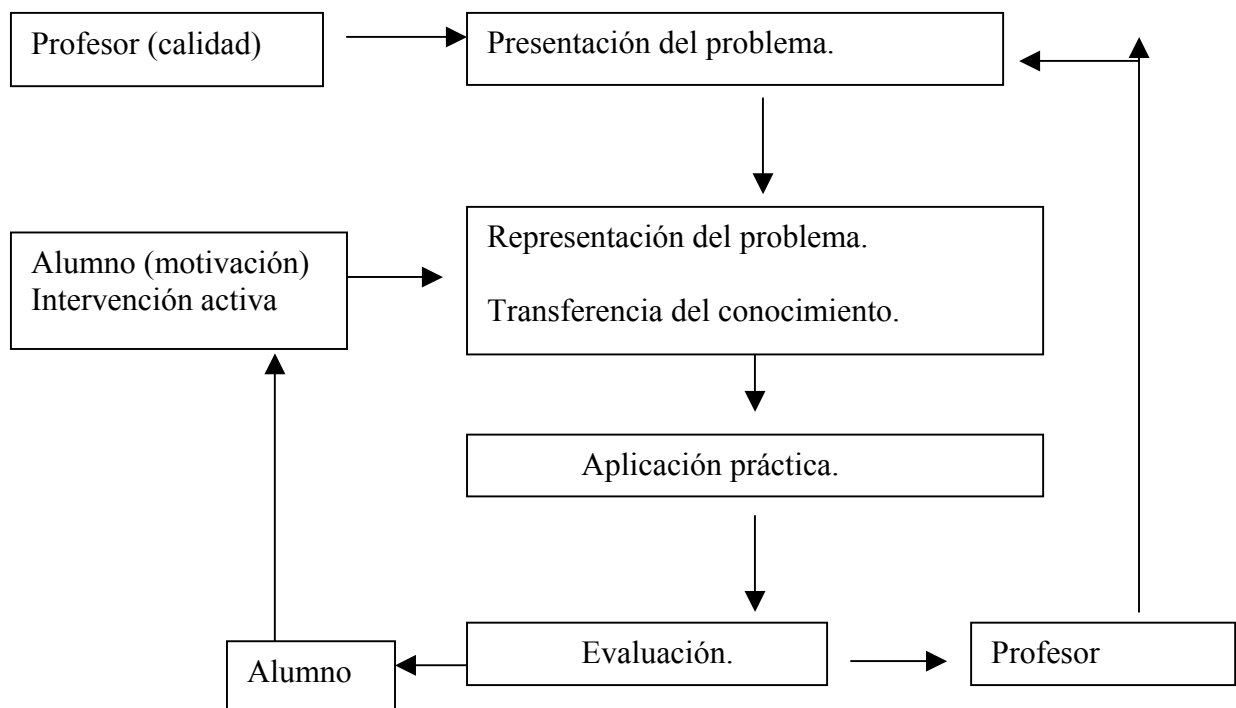 Profesor (calidad)
Presentación del problema.
Representación del problema.
Transferencia del conocimiento.
Alumno (motivación)
Intervención activa
Aplicación práctica.
Evaluación.
Alumno
Profesor